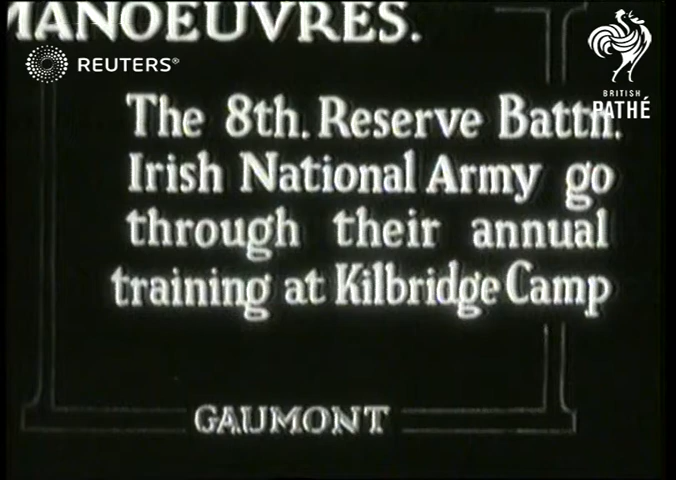 MANOEUVRES.
REUTERS
BRITISH
PATHÉ
The 8th. Reserve Battn.
Irish National Army go
through their annual
training at Kilbridge Camp
GAUMONT